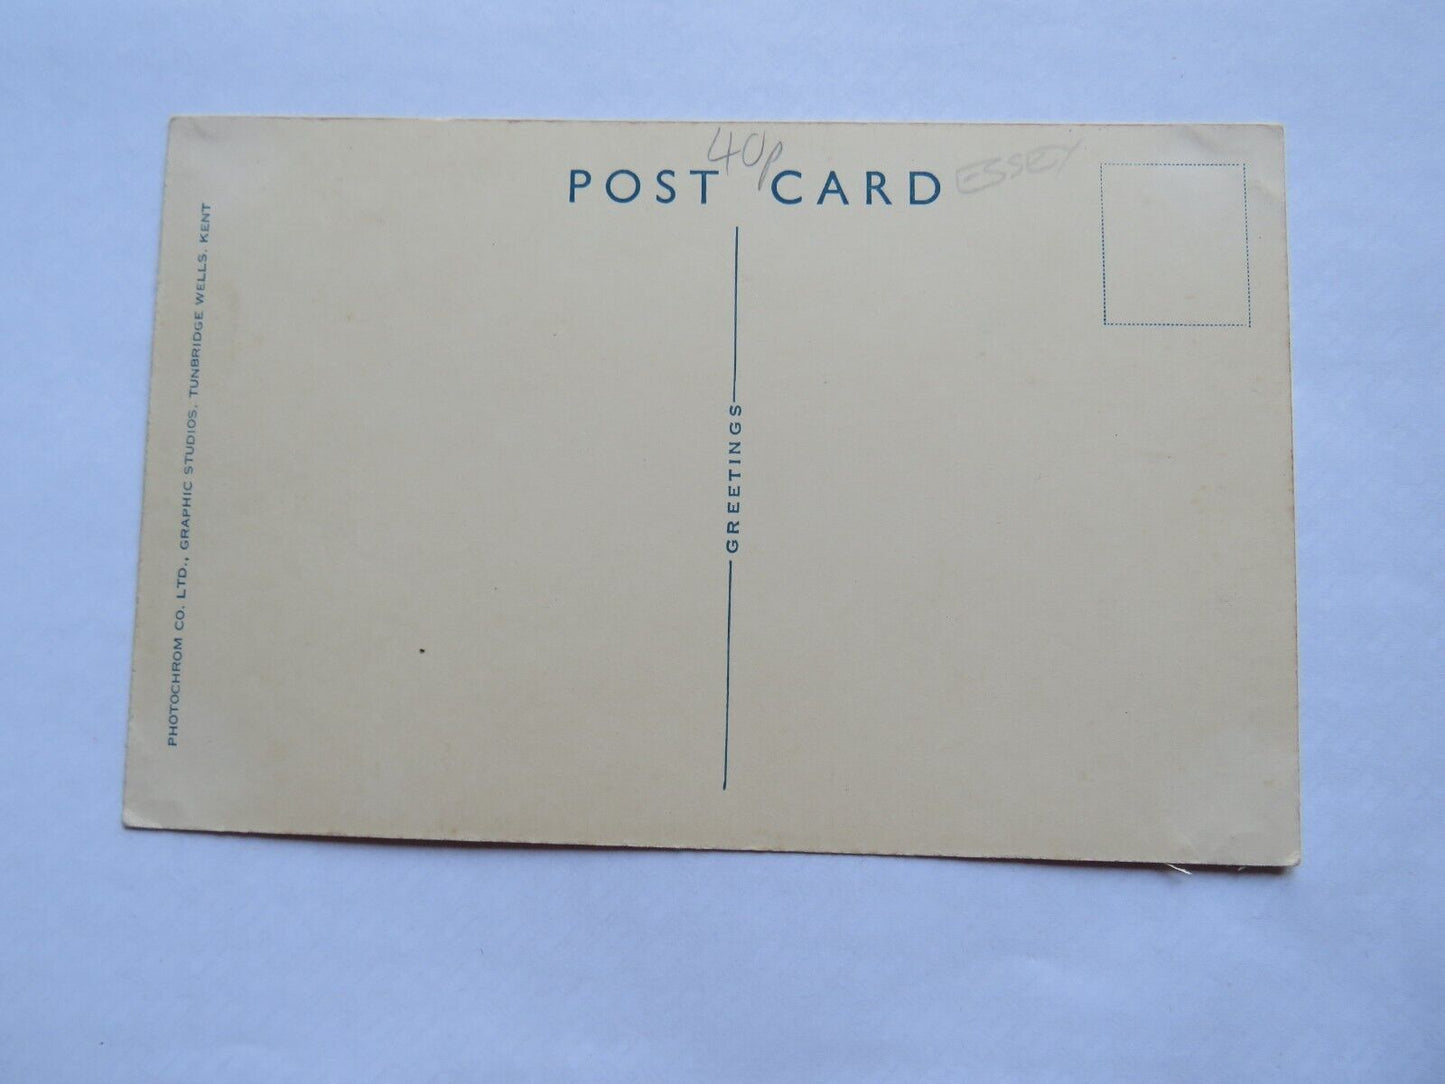 40p
POST CARD
ESSEX
GREETINGS
PHOTOCHROM CO. LTD., GRAPHIC STUDIOS, TUNBRIDGE WELLS, KENT